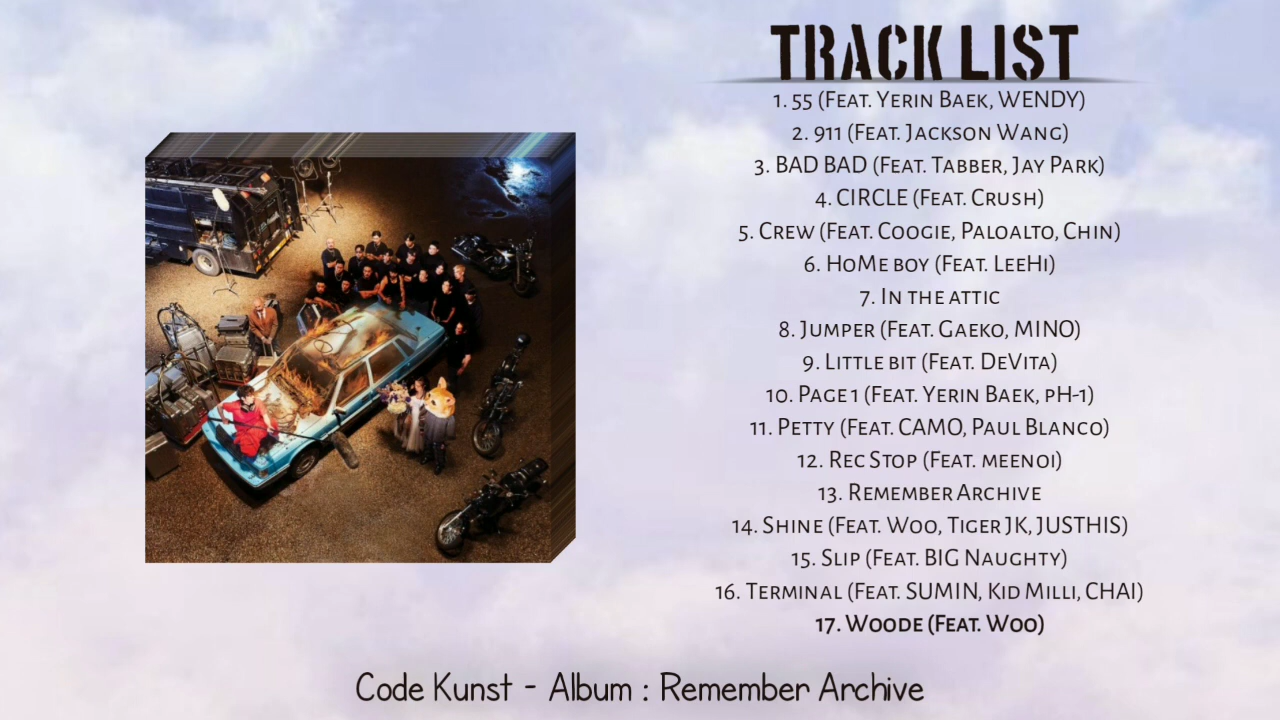 TRACK LIST
1. 55 (Feat. Yerin Baek, WENDY)
2. 911 (Feat. Jackson Wang)
3. BAD BAD (Feat. Tabber, Jay Park)
4. CIRCLE (Feat. Crush)
5. Crew (Feat. Coogie, Paloalto, Chin)
6. HoMe boy (Feat. LeeHi)
7. In the attic
8. Jumper (Feat. Gaeko, MINO)
9. Little bit (Feat. DeVita)
10. Page 1 (Feat. Yerin Baek, pH-1)
11. Petty (Feat. CAMO, Paul Blanco)
12. Rec Stop (Feat. meenoi)
13. Remember Archive
14. Shine (Feat. Woo, Tiger JK, JUSTHIS)
15. Slip (Feat. BIG Naughty)
16. Terminal (Feat. SUMIN, Kid Milli, CHAI)
17. Woode (Feat. Woo)
Code Kunst - Album : Remember Archive